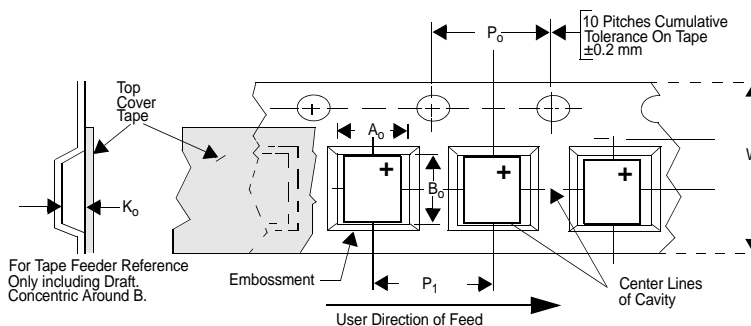 10 Pitches Cumulative
Tolerance On Tape
±0.2 mm
Po
Top
Cover
Tape
Ao
W
+
+
+
Bo
Ko
For Tape Feeder Reference
Only including Draft.
Concentric Around B.
Embossment
P1
Center Lines
of Cavity
User Direction of Feed